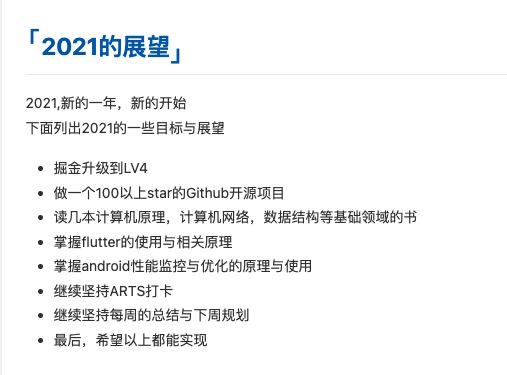 「2021的展望」
2021,新的一年，新的开始
下面列出2021的一些目标与展望
• 掘金升级到LV4
• 做一个100以上star的Github开源项目
• 读几本计算机原理，计算机网络，数据结构等基础领域的书
• 掌握flutter的使用与相关原理
• 掌握android性能监控与优化的原理与使用
• 继续坚持ARTS打卡
• 继续坚持每周的总结与下周规划
• 最后，希望以上都能实现